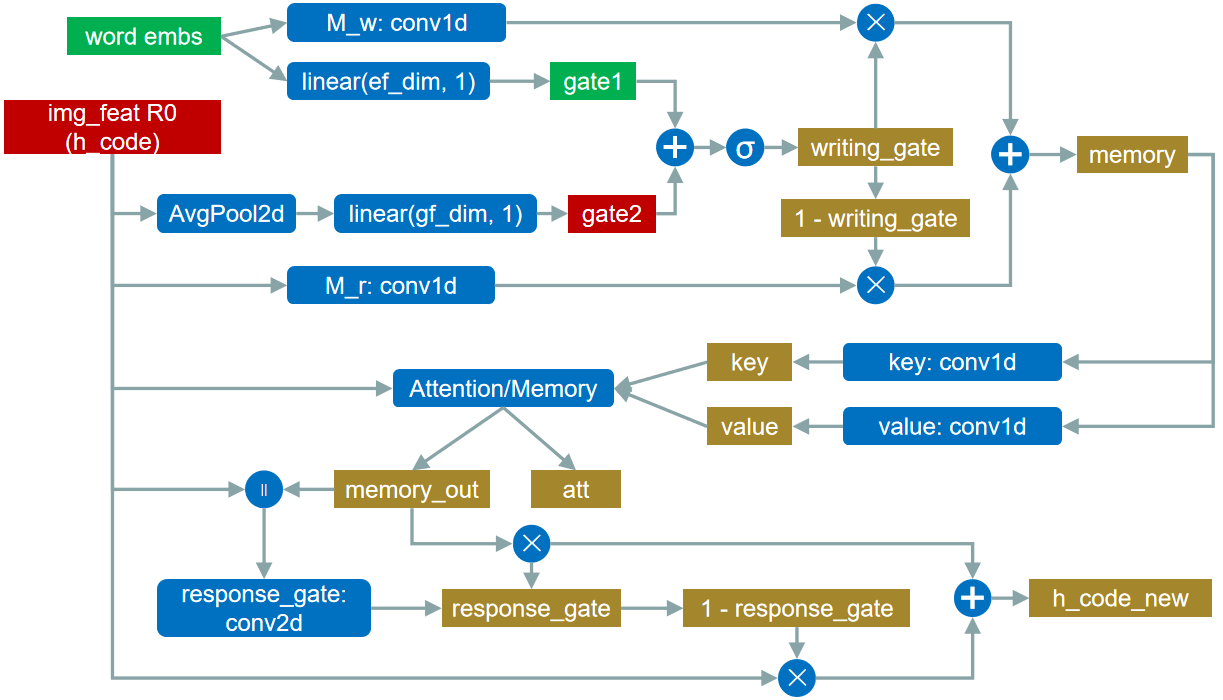 M_w: conv1d
word embs
linear(ef_dim, 1)
gate1
img_feat R0
(h_code)
+
σ
writing_gate
+
memory
AvgPool2d
linear(gf_dim, 1)
gate2
1 - writing_gate
M_r: conv1d
key
key: conv1d
Attention/Memory
value
value: conv1d
||
memory_out
att
response_gate:
conv2d
response_gate
1 - response_gate
+
h_code_new